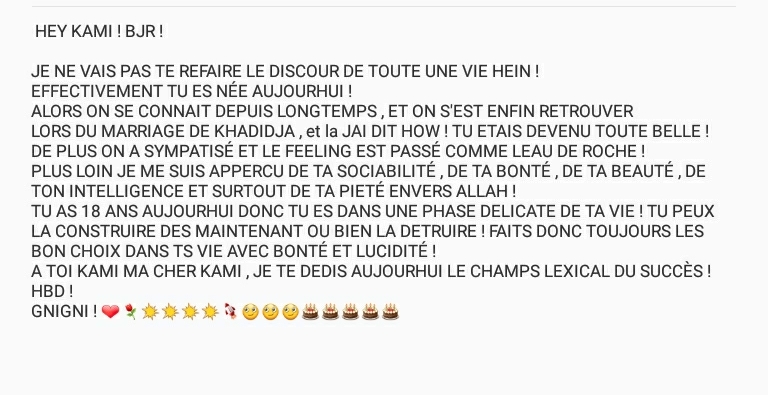 HEY KAMI ! BJR !
JE NE VAIS PAS TE REFAIRE LE DISCOUR DE TOUTE UNE VIE HEIN !
EFFECTIVEMENT TU ES NÉE AUJOURHUI !
ALORS ON SE CONNAIT DEPUIS LONGTEMPS , ET ON S'EST ENFIN RETROUVER
LORS DU MARRIAGE DE KHADIDJA , et la JAI DIT HOW ! TU ETAIS DEVENU TOUTE BELLE !
DE PLUS ON A SYMPATISÉ ET LE FEELING EST PASSÉ COMME LEAU DE ROCHE !
PLUS LOIN JE ME SUIS APPERCU DE TA SOCIABILITÉ , DE TA BONTÉ , DE TA BEAUTÉ , DE
TON INTELLIGENCE ET SURTOUT DE TA PIETÉ ENVERS ALLAH !
TU AS 18 ANS AUJOURHUI DONC TU ES DANS UNE PHASE DELICATE DE TA VIE ! TU PEUX
LA CONSTRUIRE DES MAINTENANT OU BIEN LA DETRUIRE ! FAITS DONC TOUJOURS LES
BON CHOIX DANS TS VIE AVEC BONTÉ ET LUCIDITÉ !
A TOI KAMI MA CHER KAMI , JE TE DEDIS AUJOURHUI LE CHAMPS LEXICAL DU SUCCÈS !
HBD !
GNIGNI ! ❤️🌹☀️☀️☀️☀️🚀🥹🥹🥹🎂🎂🎂🎂🎂